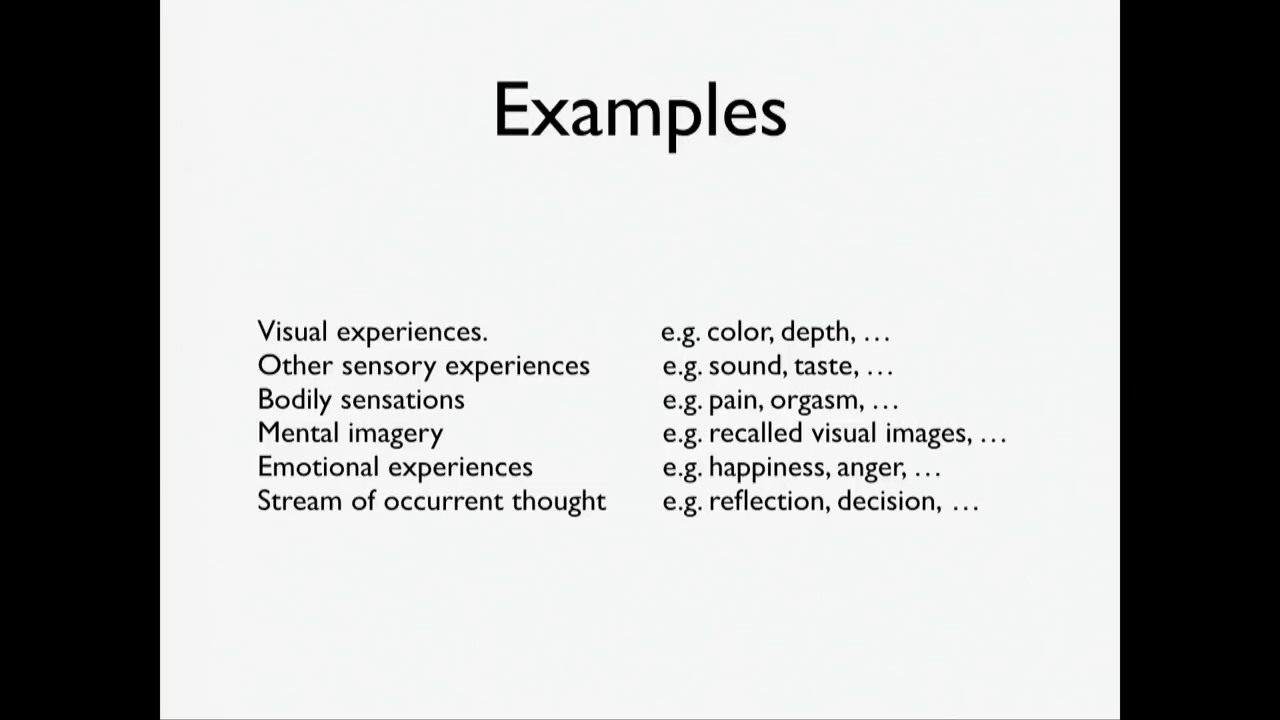 Examples
Visual experiences. e.g. color, depth, …
Other sensory experiences e.g. sound, taste, …
Bodily sensations e.g. pain, orgasm, …
Mental imagery e.g. recalled visual images, …
Emotional experiences e.g. happiness, anger, …
Stream of occurrent thought e.g. reflection, decision, …